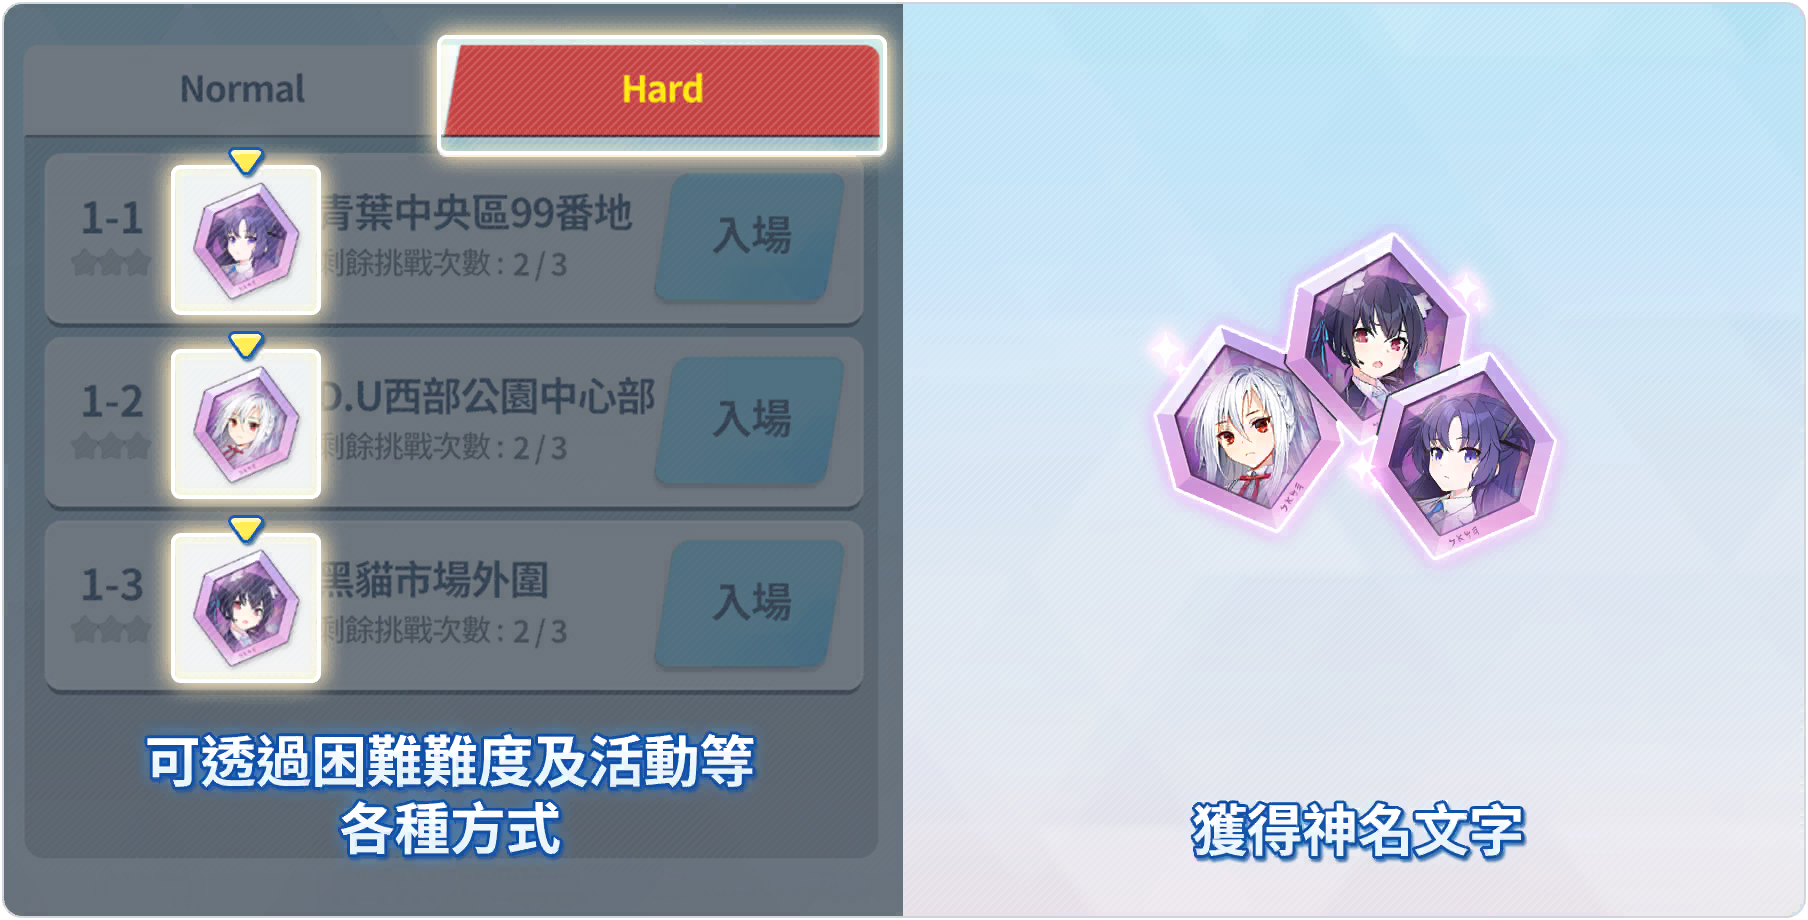 Normal
Hard
1-1
青葉中央區99番地
剩餘挑戰次數 : 2 / 3
入場
1-2
D.U西部公園中心部
剩餘挑戰次數 : 2 / 3
入場
1-3
黑貓市場外圍
剩餘挑戰次數 : 2 / 3
入場
可透過困難難度及活動等
各種方式
獲得神名文字